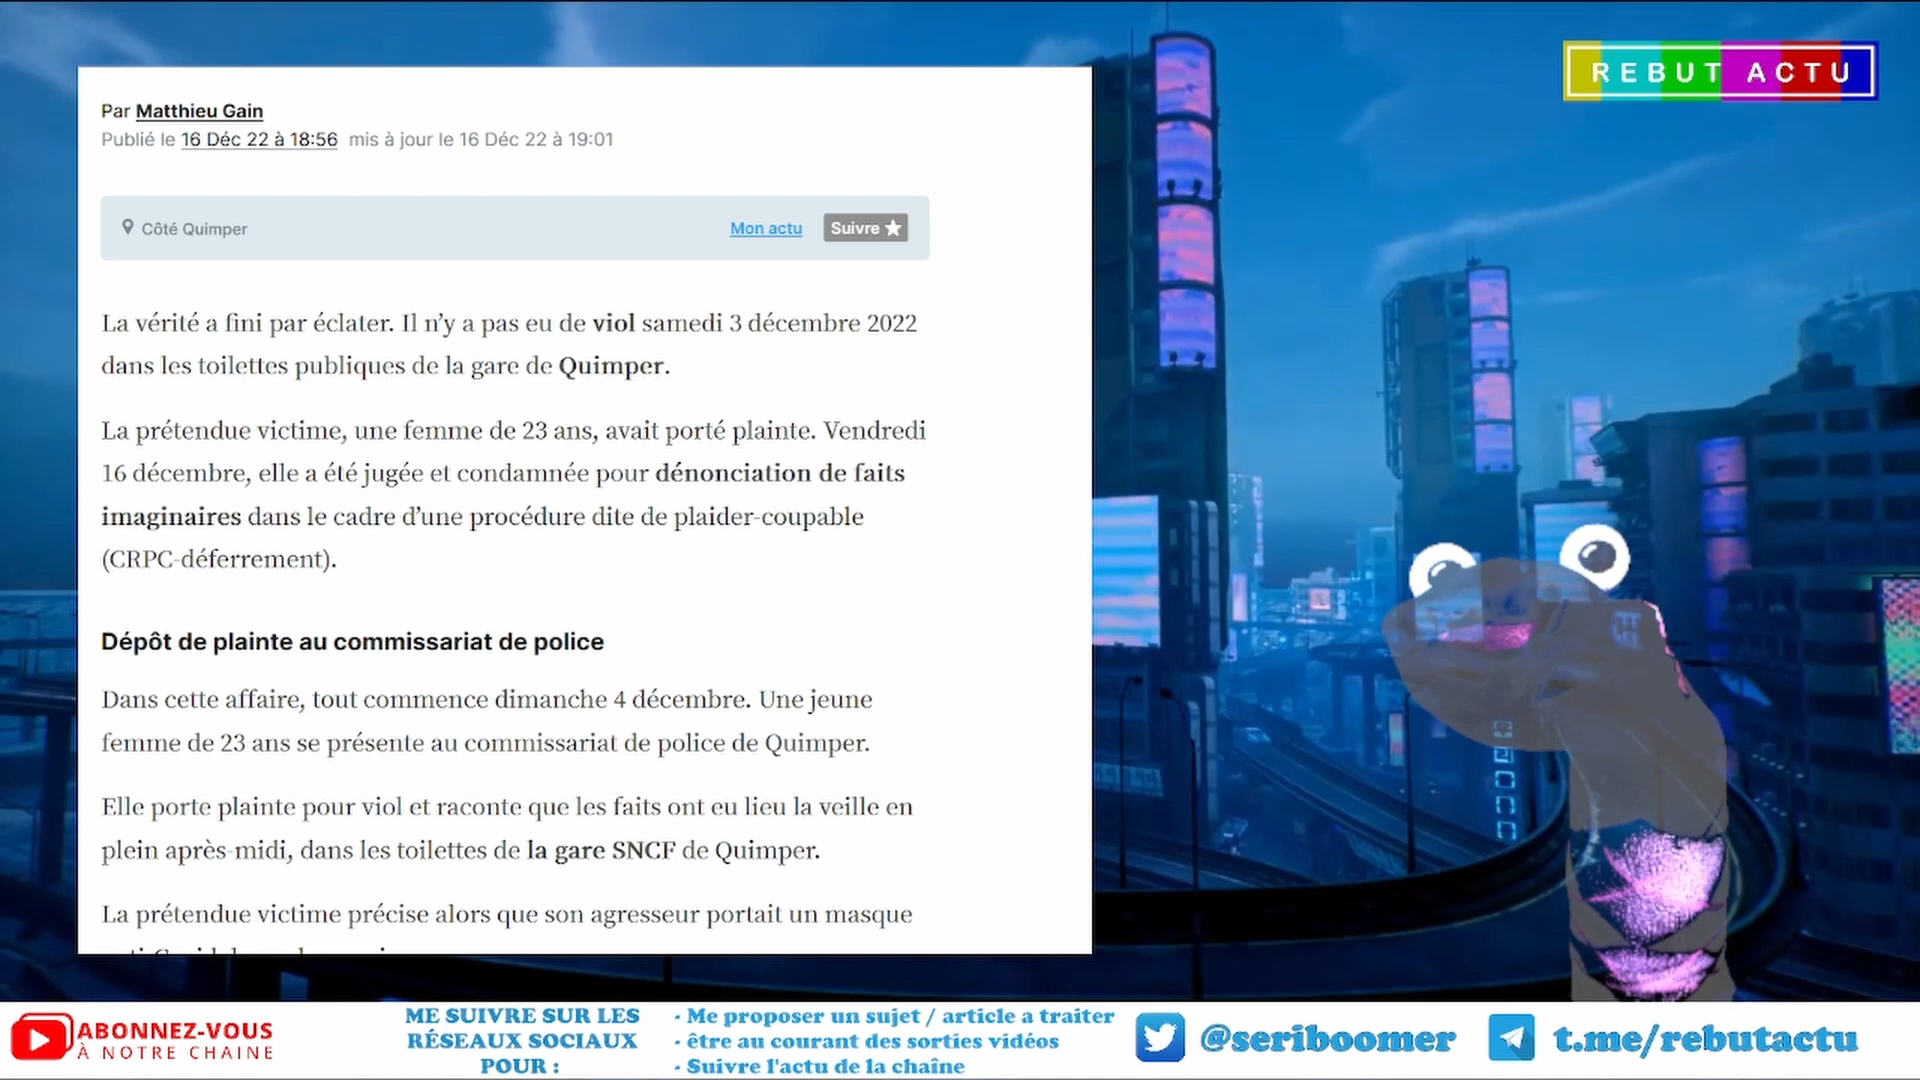 REBUT ACTU
Par Matthieu Gain
Publié le 16 Déc 22 à 18:56 mis à jour le 16 Déc 22 à 19:01
Côté Quimper
Mon actu
Suivre
La vérité a fini par éclater. Il n’y a pas eu de viol samedi 3 décembre 2022
dans les toilettes publiques de la gare de Quimper.
La prétendue victime, une femme de 23 ans, avait porté plainte. Vendredi
16 décembre, elle a été jugée et condamnée pour dénonciation de faits
imaginaires dans le cadre d’une procédure dite de plaider-coupable
(CRPC-déferrement).
Dépôt de plainte au commissariat de police
Dans cette affaire, tout commence dimanche 4 décembre. Une jeune
femme de 23 ans se présente au commissariat de police de Quimper.
Elle porte plainte pour viol et raconte que les faits ont eu lieu la veille en
plein après-midi, dans les toilettes de la gare SNCF de Quimper.
La prétendue victime précise alors que son agresseur portait un masque
ABONNEZ-VOUS
À NOTRE CHAINE
ME SUIVRE SUR LES
RÉSEAUX SOCIAUX
POUR :
- Me proposer un sujet / article a traiter
- être au courant des sorties vidéos
- Suivre l'actu de la chaîne
@seriboomer
t.me/rebutactu